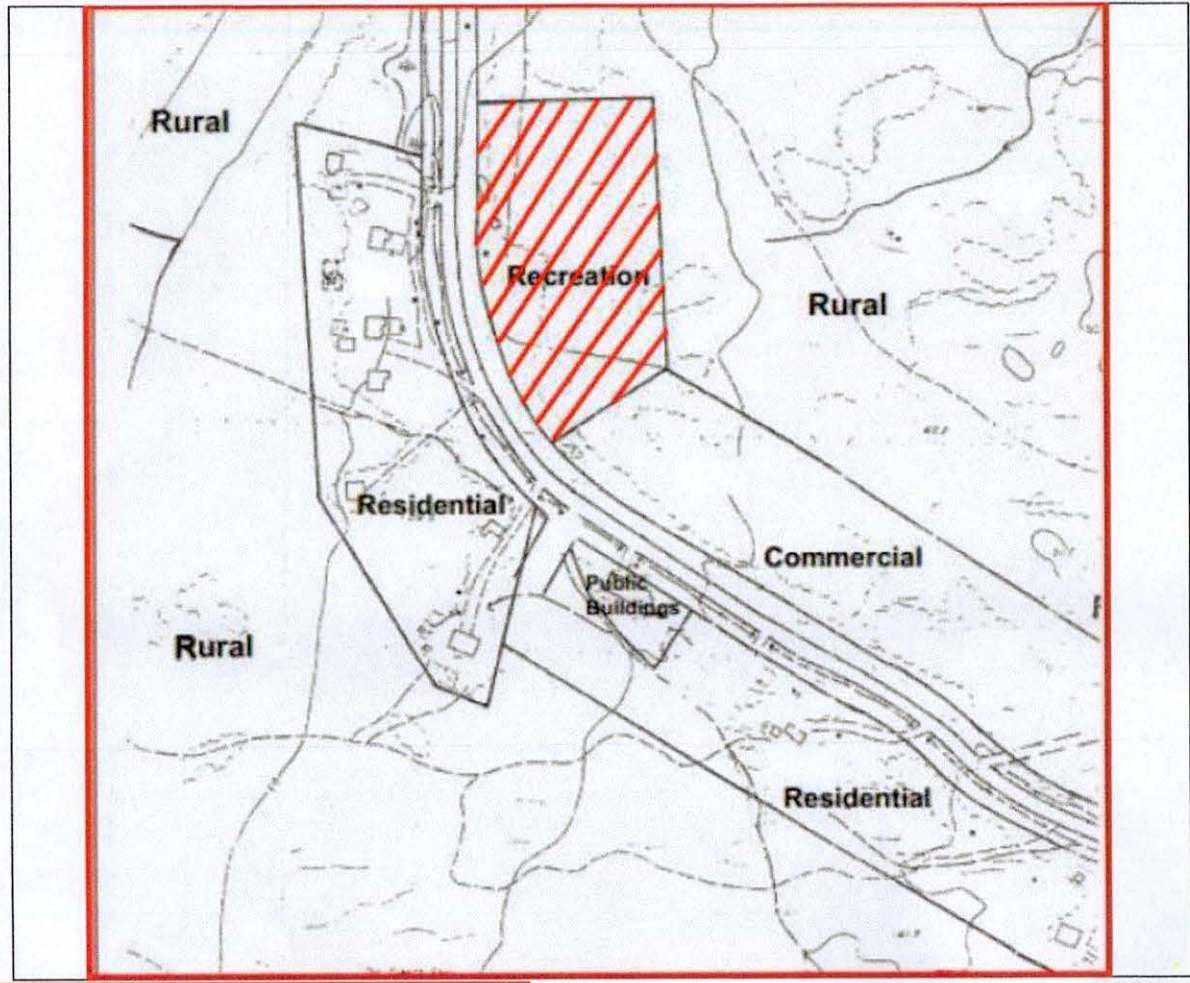 Rural
Recreation
Rural
Residential
Commercial
Public
Buildings
Rural
Residential